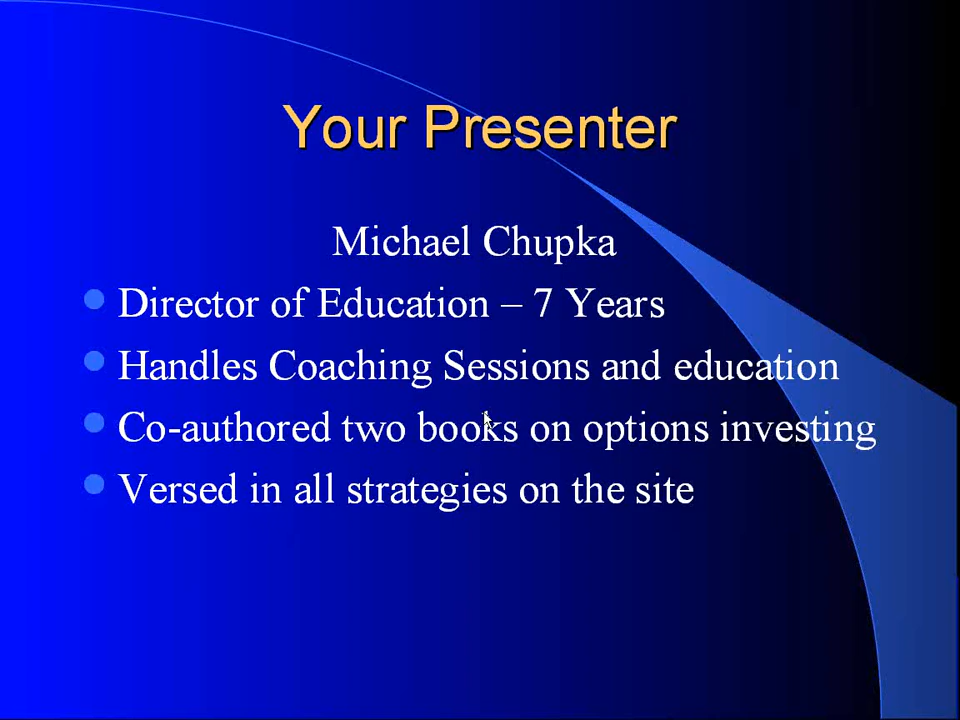 Your Presenter
Michael Chupka
Director of Education – 7 Years
Handles Coaching Sessions and education
Co-authored two books on options investing
Versed in all strategies on the site